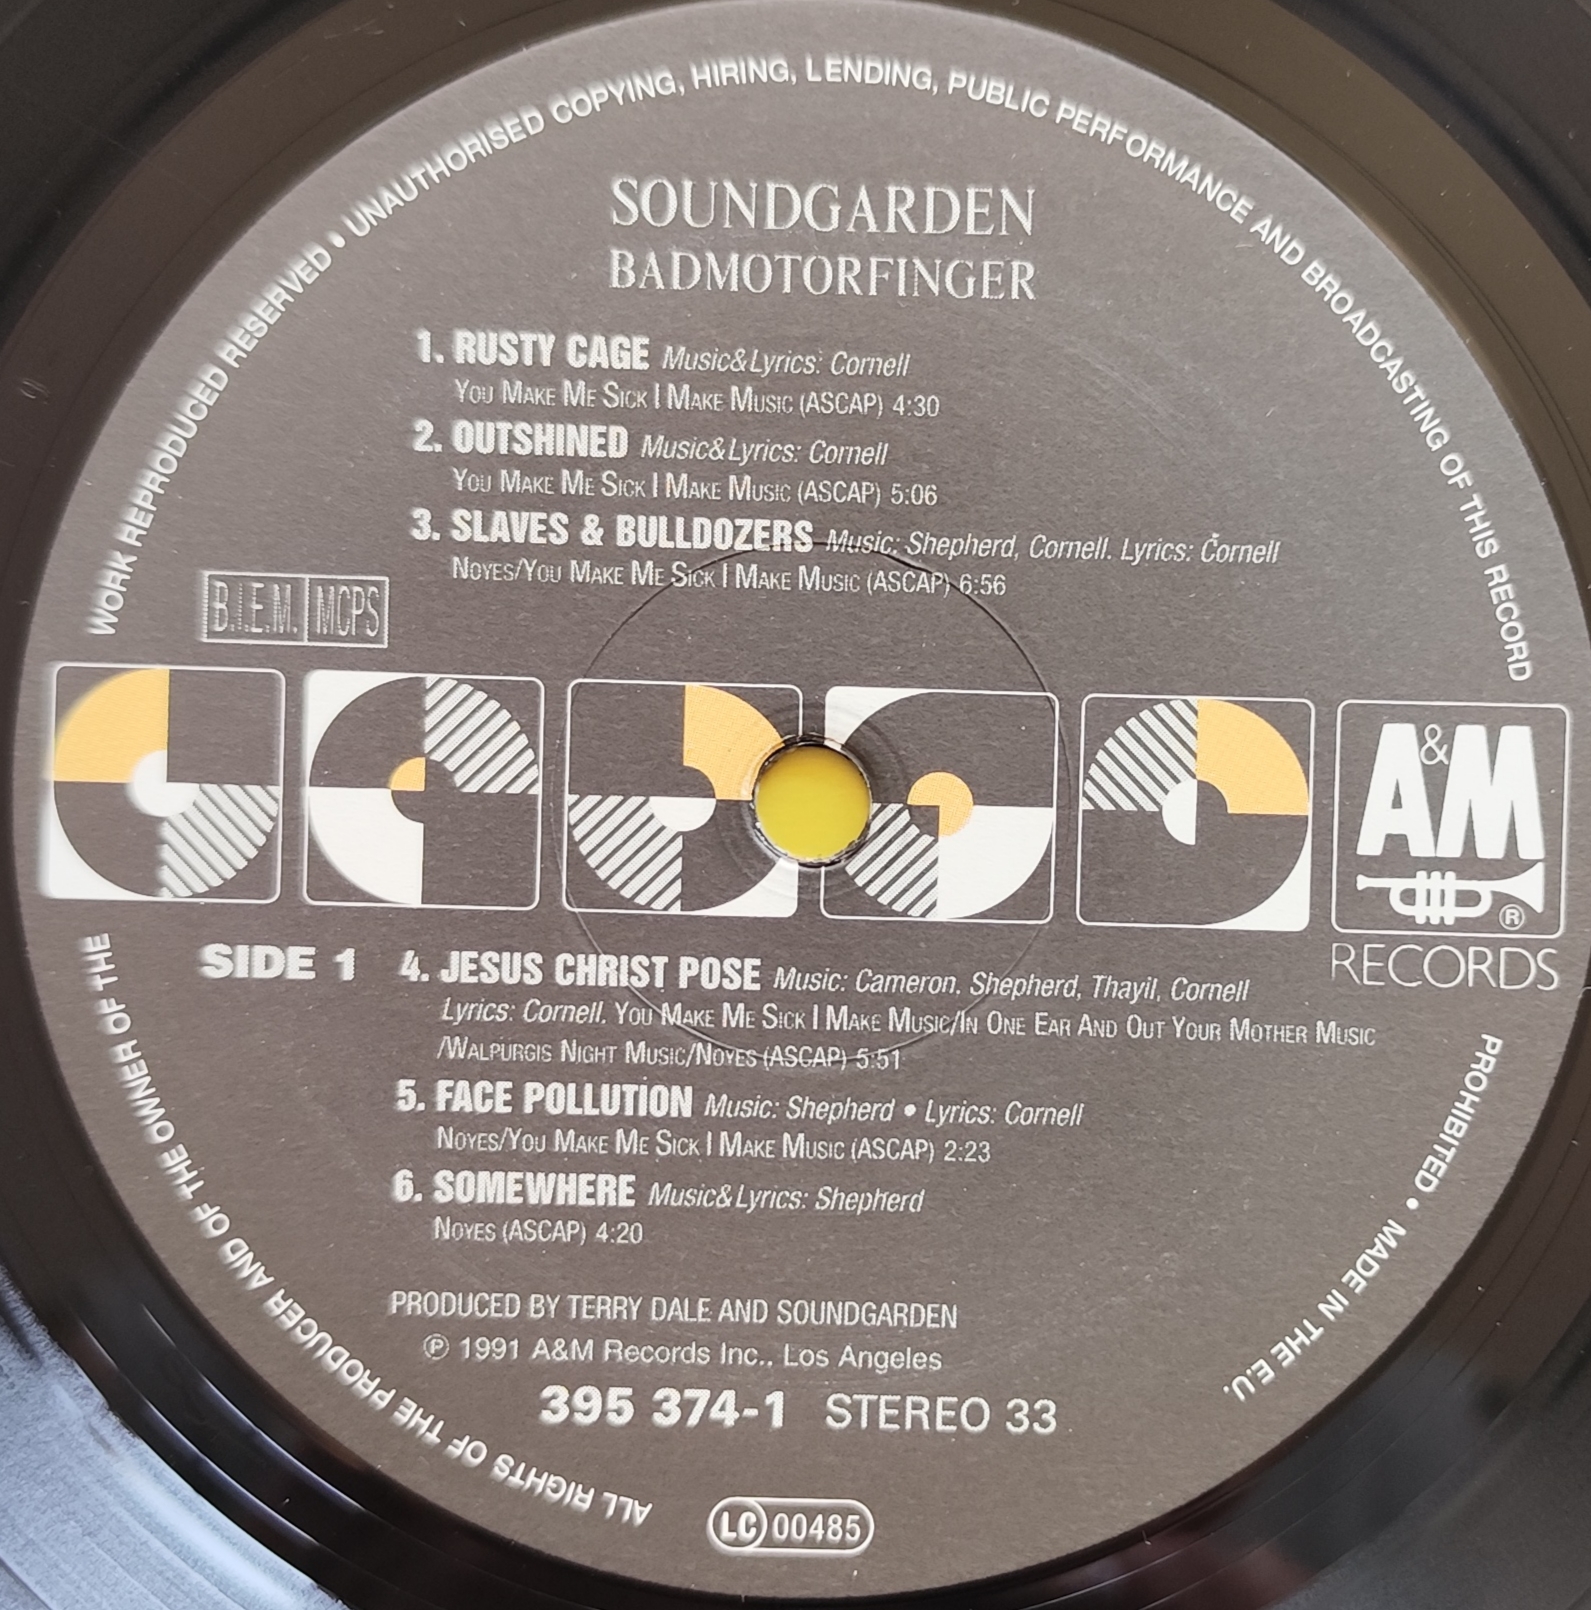 WORK REPRODUCED RESERVED • UNAUTHORISED COPYING, HIRING, LENDING, PUBLIC PERFORMANCE AND BROADCASTING OF THIS RECORD
SOUNDGARDEN
BADMOTORFINGER
1. RUSTY CAGE Music&Lyrics: Cornell
YOU MAKE ME SICK I MAKE MUSIC (ASCAP) 4:30
2. OUTSHINED Music&Lyrics: Cornell
YOU MAKE ME SICK I MAKE MUSIC (ASCAP) 5:06
3. SLAVES & BULLDOZERS Music: Shepherd, Cornell. Lyrics: Cornell
NOYES/YOU MAKE ME SICK I MAKE MUSIC (ASCAP) 6:56
B.I.E.M. MCPS
A&M
®
RECORDS
SIDE 1
4. JESUS CHRIST POSE Music: Cameron. Shepherd, Thayil, Cornell
Lyrics: Cornell. YOU MAKE ME SICK I MAKE MUSIC/IN ONE EAR AND OUT YOUR MOTHER MUSIC
/WALPURGIS NIGHT MUSIC/NOYES (ASCAP) 5:51
5. FACE POLLUTION Music: Shepherd • Lyrics: Cornell
NOYES/YOU MAKE ME SICK I MAKE MUSIC (ASCAP) 2:23
6. SOMEWHERE Music&Lyrics: Shepherd
NOYES (ASCAP) 4:20
PRODUCED BY TERRY DALE AND SOUNDGARDEN
℗ 1991 A&M Records Inc., Los Angeles
395 374-1 STEREO 33
LC 00485
ALL RIGHTS OF THE PRODUCER AND OF THE OWNER OF THE
PROHIBITED • MADE IN THE E.U.